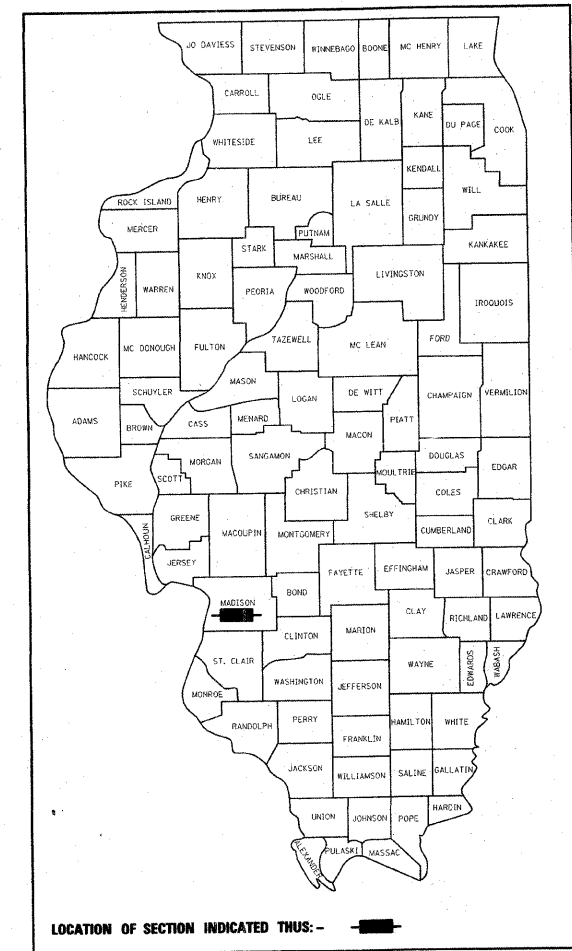 JO DAVIESS STEVENSON WINNEBAGO BOONE MC HENRY LAKE
CARROLL OGLE DE KALB KANE DU PAGE COOK
WHITESIDE LEE
KENDALL WILL
ROCK ISLAND HENRY BUREAU LA SALLE GRUNDY
MERCER PUTNAM KANKAKEE
STARK MARSHALL
HENDERSON WARREN KNOX PEORIA WOODFORD LIVINGSTON IROQUOIS
HANCOCK MC DONOUGH FULTON TAZEWELL MC LEAN FORD
MASON
SCHUYLER LOGAN DE WITT CHAMPAIGN VERMILION
ADAMS BROWN CASS MENARD MACON PIATT
MORGAN SANGAMON DOUGLAS EDGAR
PIKE SCOTT CHRISTIAN MOULTRIE COLES
GREENE MACOUPIN MONTGOMERY SHELBY CUMBERLAND CLARK
CALHOUN JERSEY FAYETTE EFFINGHAM JASPER CRAWFORD
MADISON BOND CLAY RICHLAND LAWRENCE
CLINTON MARION
ST. CLAIR WAYNE EDWARDS WABASH
MONROE WASHINGTON JEFFERSON
RANDOLPH PERRY HAMILTON WHITE
FRANKLIN
JACKSON WILLIAMSON SALINE GALLATIN
UNION JOHNSON POPE HARDIN
ALEXANDER PULASKI MASSAC
LOCATION OF SECTION INDICATED THUS: -